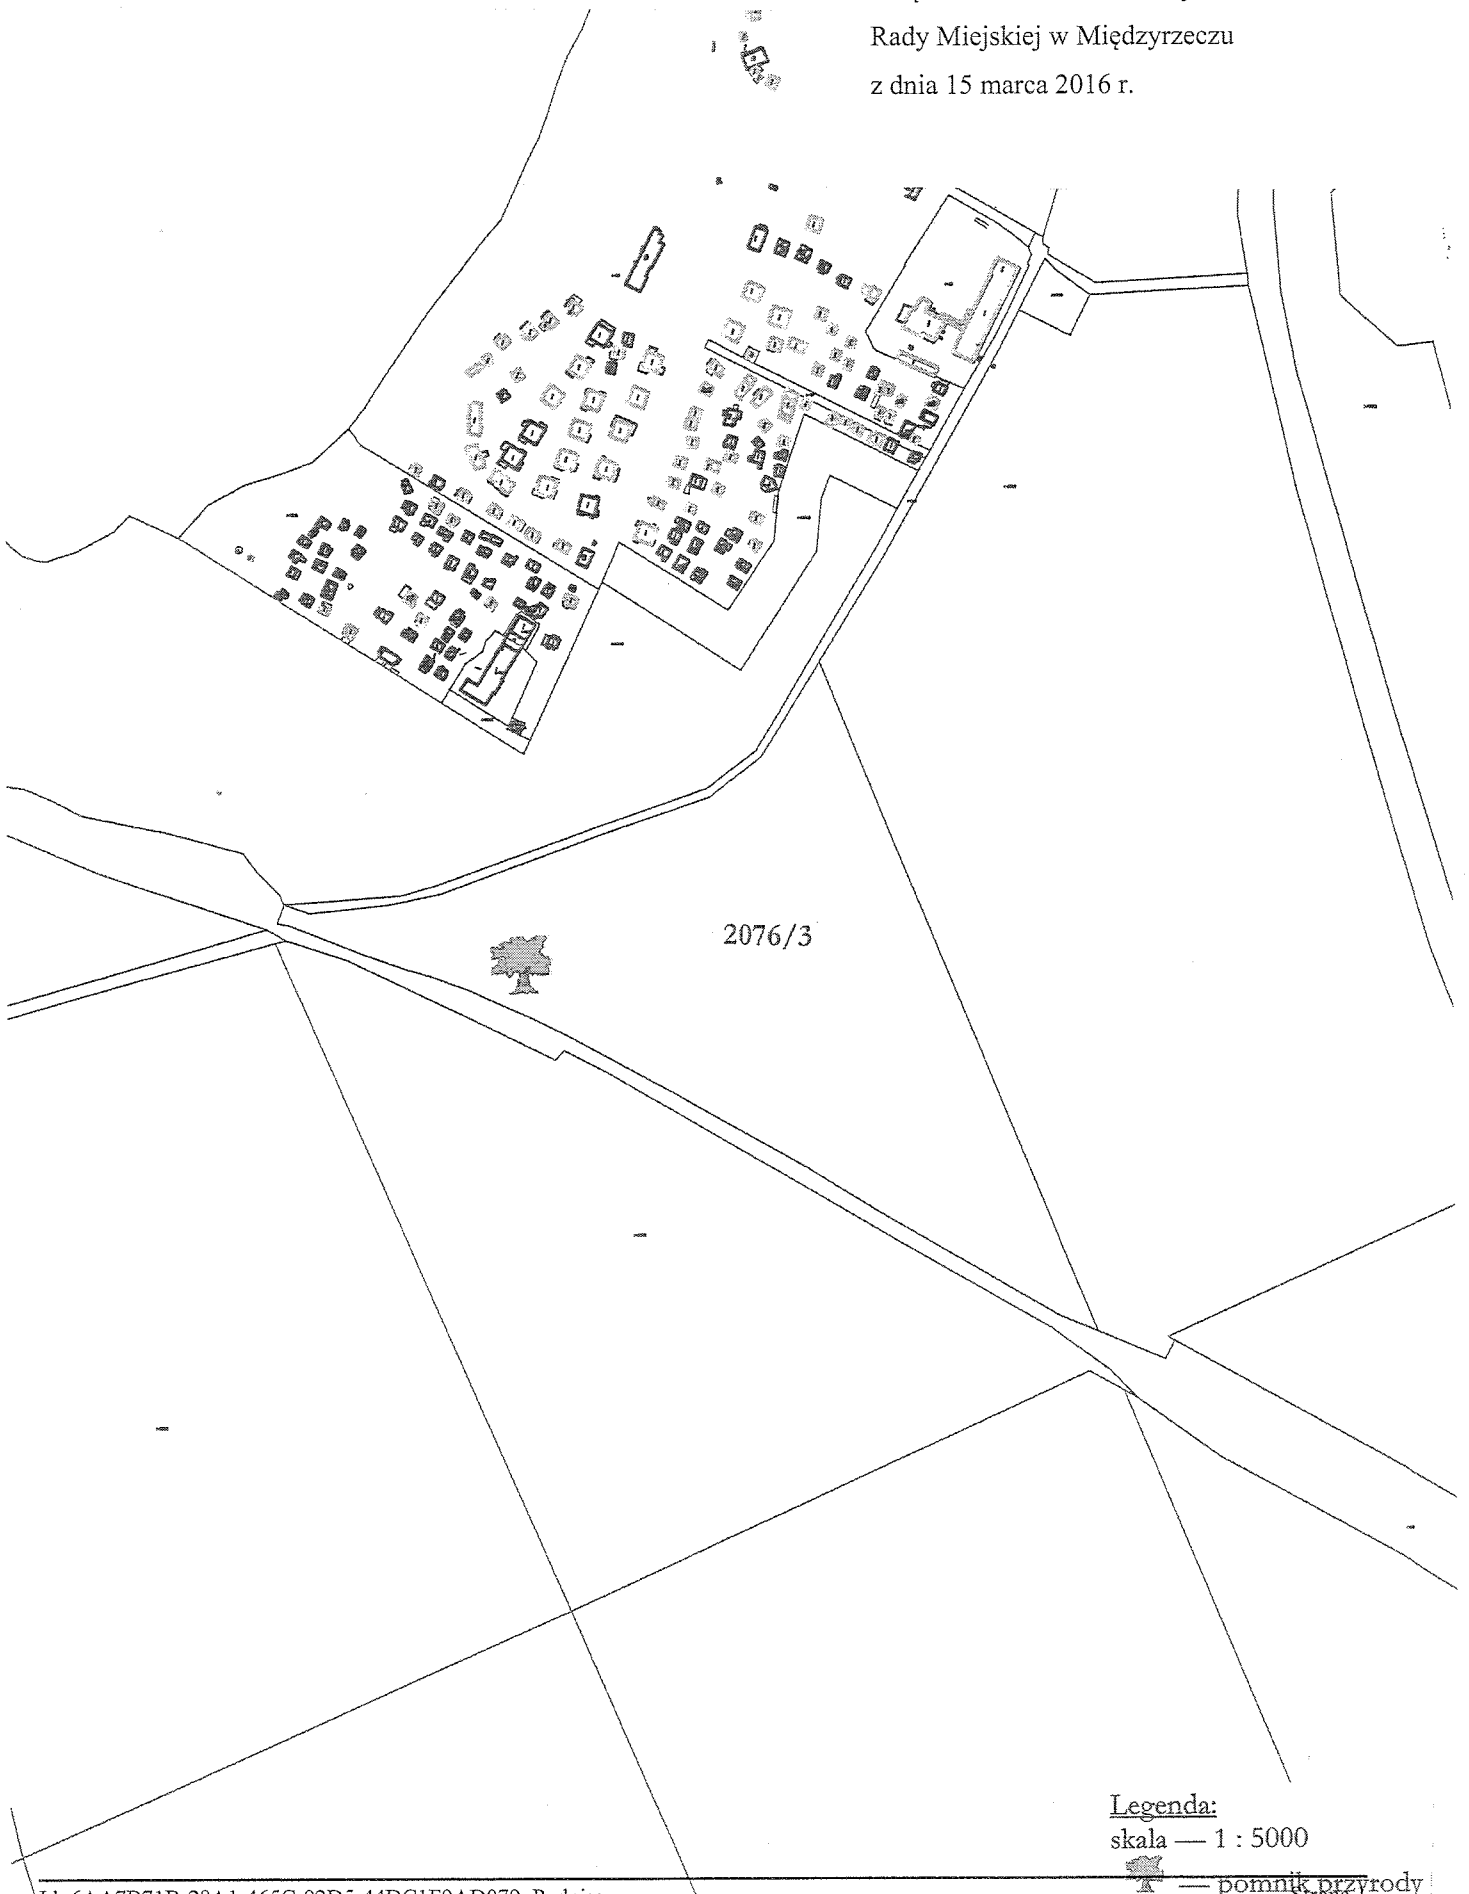 Rady Miejskiej w Międzyrzeczu
z dnia 15 marca 2016 r.
2076/3
Legenda:
skala — 1 : 5000
— pomnik przyrody